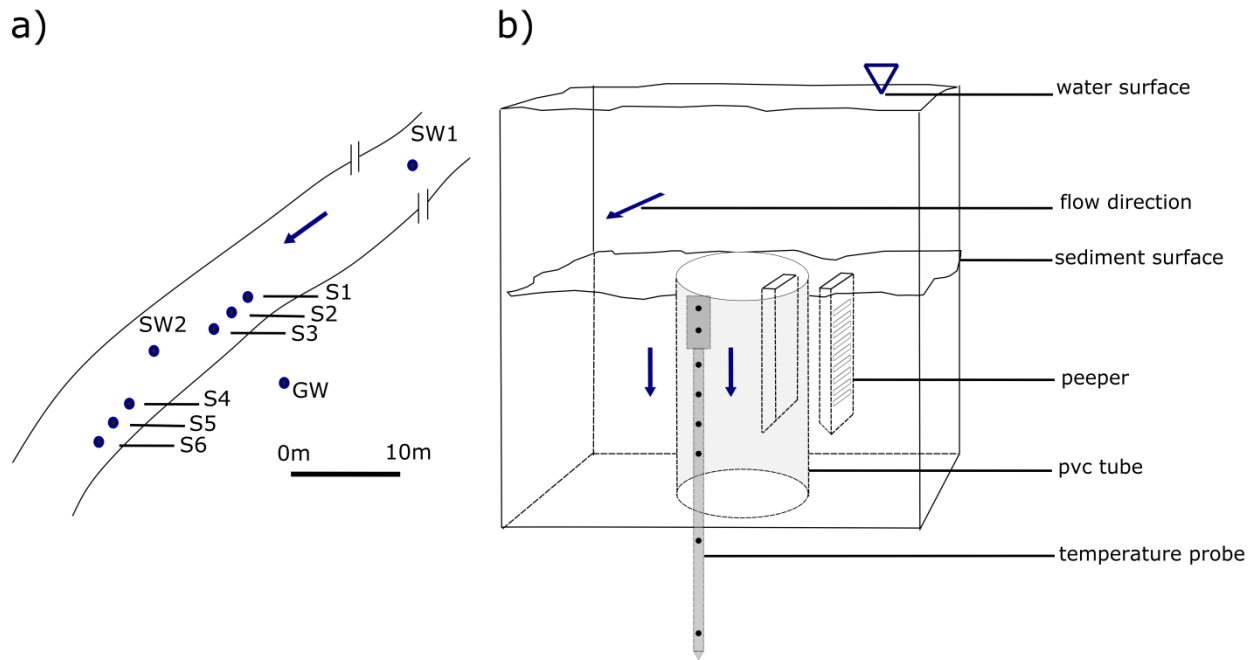 a)
SW1
S1
S2
S3
SW2
GW
S4
S5
S6
0m 10m
b)
water surface
flow direction
sediment surface
peeper
pvc tube
temperature probe